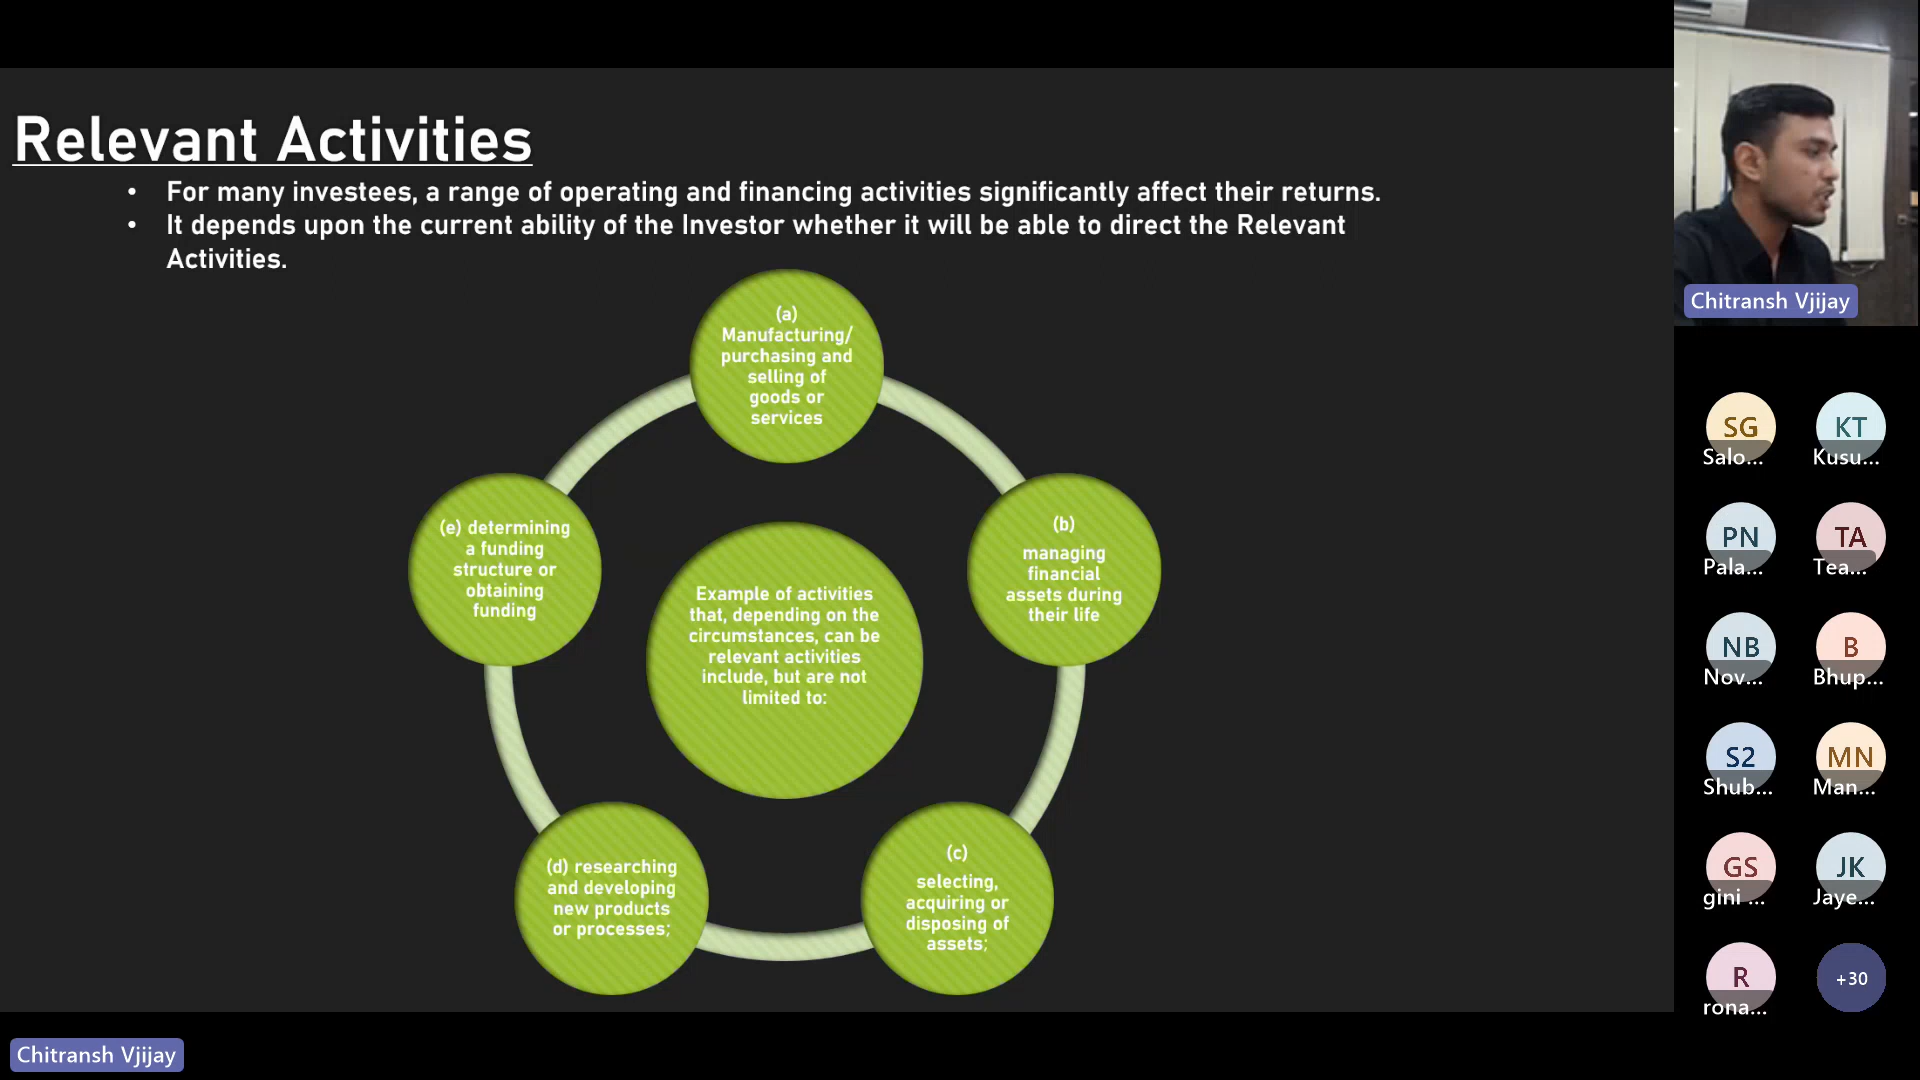 Relevant Activities
• For many investees, a range of operating and financing activities significantly affect their returns.
• It depends upon the current ability of the Investor whether it will be able to direct the Relevant
Activities.
(a)
Manufacturing/
purchasing and
selling of
goods or
services
(b)
managing
financial
assets during
their life
(c)
selecting,
acquiring or
disposing of
assets;
(d) researching
and developing
new products
or processes;
(e) determining
a funding
structure or
obtaining
funding
Example of activities
that, depending on the
circumstances, can be
relevant activities
include, but are not
limited to:
Chitransh Vjijay
SG
Salo...
KT
Kusu...
PN
Pala...
TA
Tea...
NB
Nov...
B
Bhup...
S2
Shub...
MN
Man...
GS
gini ...
JK
Jaye...
R
rona...
+30
Chitransh Vjijay